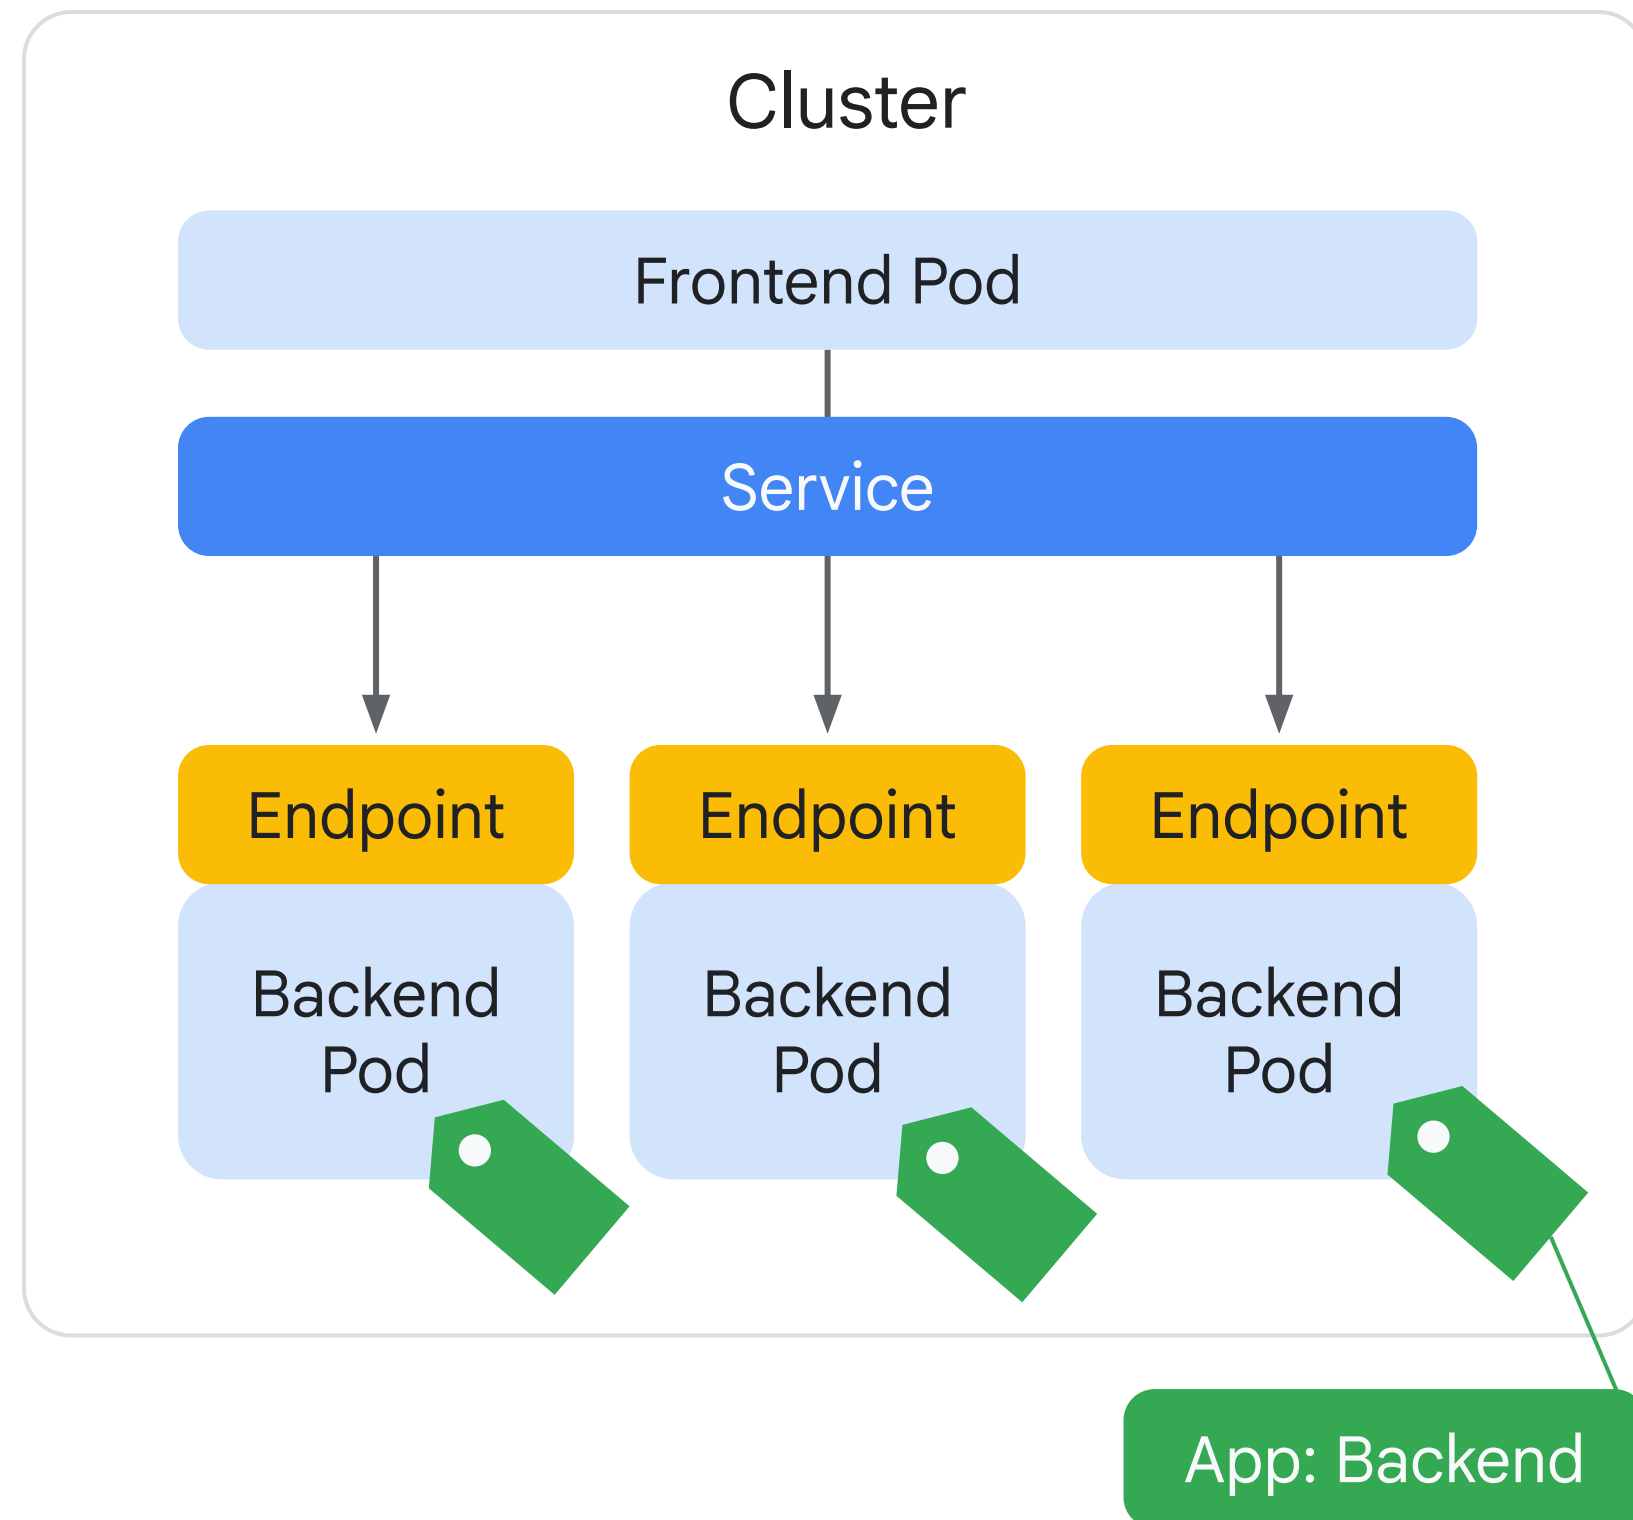 Cluster
Frontend Pod
Service
Endpoint
Endpoint
Endpoint
Backend
Pod
Backend
Pod
Backend
Pod
App: Backend